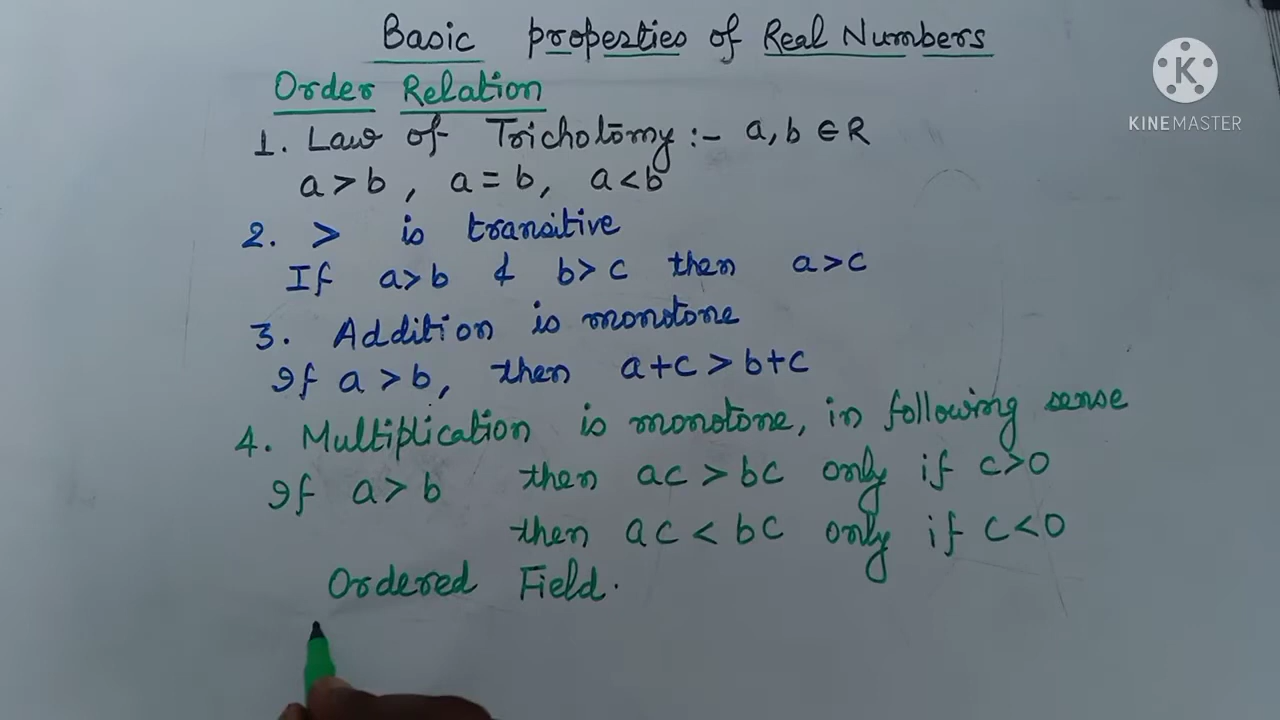 Basic properties of Real Numbers
K
KINEMASTER
Order Relation
1. Law of Tricholomy :- a, b ∈ R
a > b , a = b, a < b
2. > is transitive
If a > b & b > c then a > c
3. Addition is monotone
If a > b, then a + c > b + c
4. Multiplication is monotone, in following sense
If a > b then ac > bc only if c > 0
then ac < bc only if c < 0
Ordered Field.